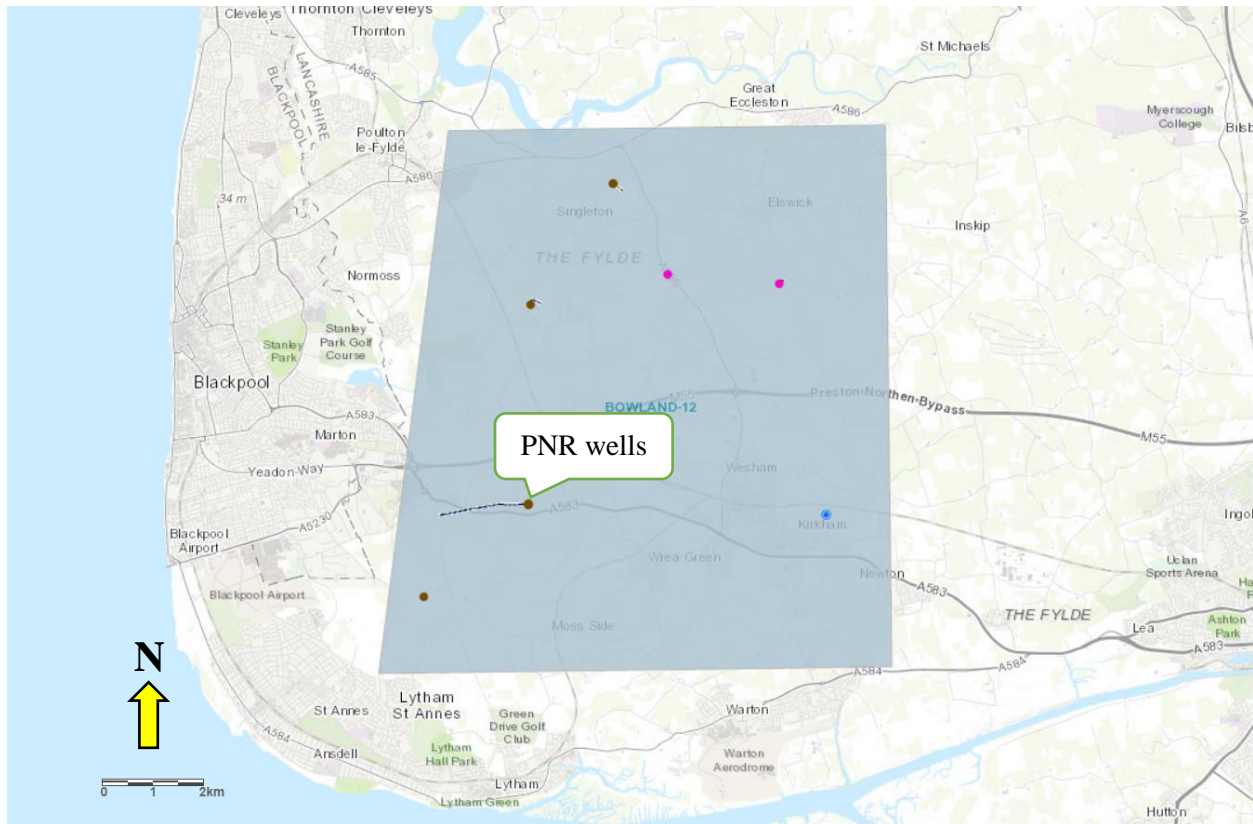 Cleveleys
Thornton Cleveleys
Thornton
St Michaels
LANCASHIRE
BLACKPOOL
A585
Great
Eccleston
A586
Myerscough
College
Bilsb
Poulton
le-Fylde
A586
34 m
Singleton
Elswick
A6
Inskip
THE FYLDE
Normoss
Stanley
Park Golf
Course
Stanley
Park
Blackpool
M55
Preston-Northen-Bypass
BOWLAND-12
A583
Marton
M55
PNR wells
Yeadon-Way
Wesham
A583
A5230
Kirkham
Ingol
Blackpool
Airport
Wrea-Green
Uclan
Sports Arena
Newton
A583
Ha
P
Blackpool Airport
THE FYLDE
Ashton
Park
Moss Side
Lea
A583
N
A584
A584
Lytham
St Annes
St Annes
Green
Drive Golf
Club
Warton
A584
Ansdell
Lytham
Hall Park
Warton
Aerodrome
Lytham
0 1 2km
Lytham Green
Hutton